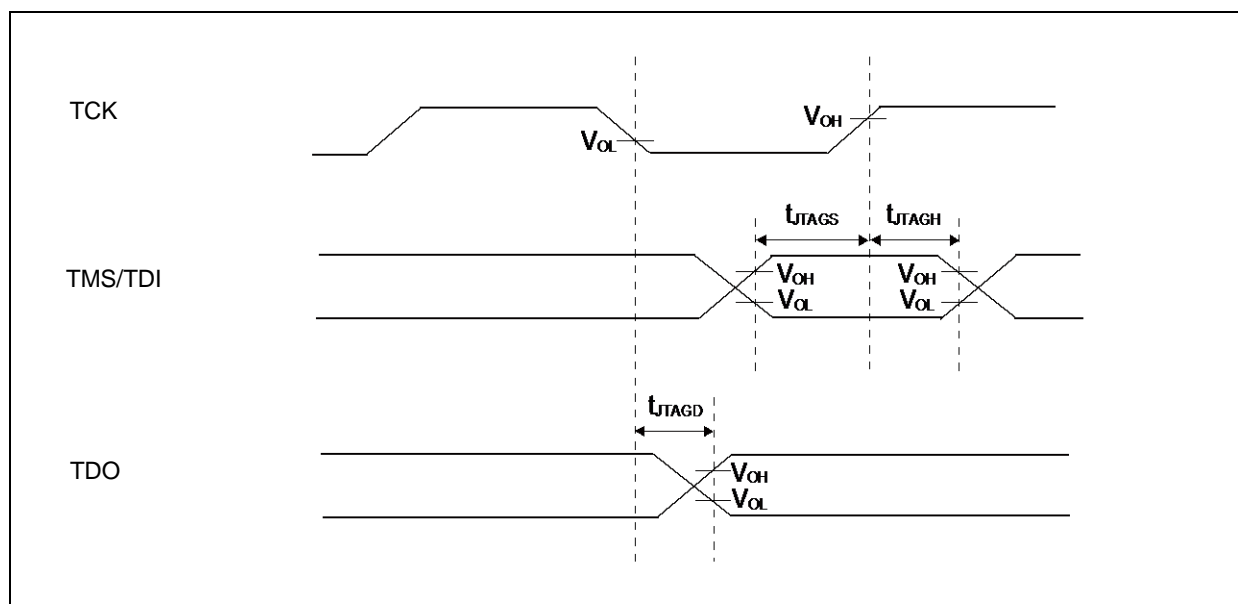 TCK
VOL
VOH
tJTAGS
tJTAGH
TMS/TDI
VOH
VOL
VOH
VOL
tJTAGD
TDO
VOH
VOL